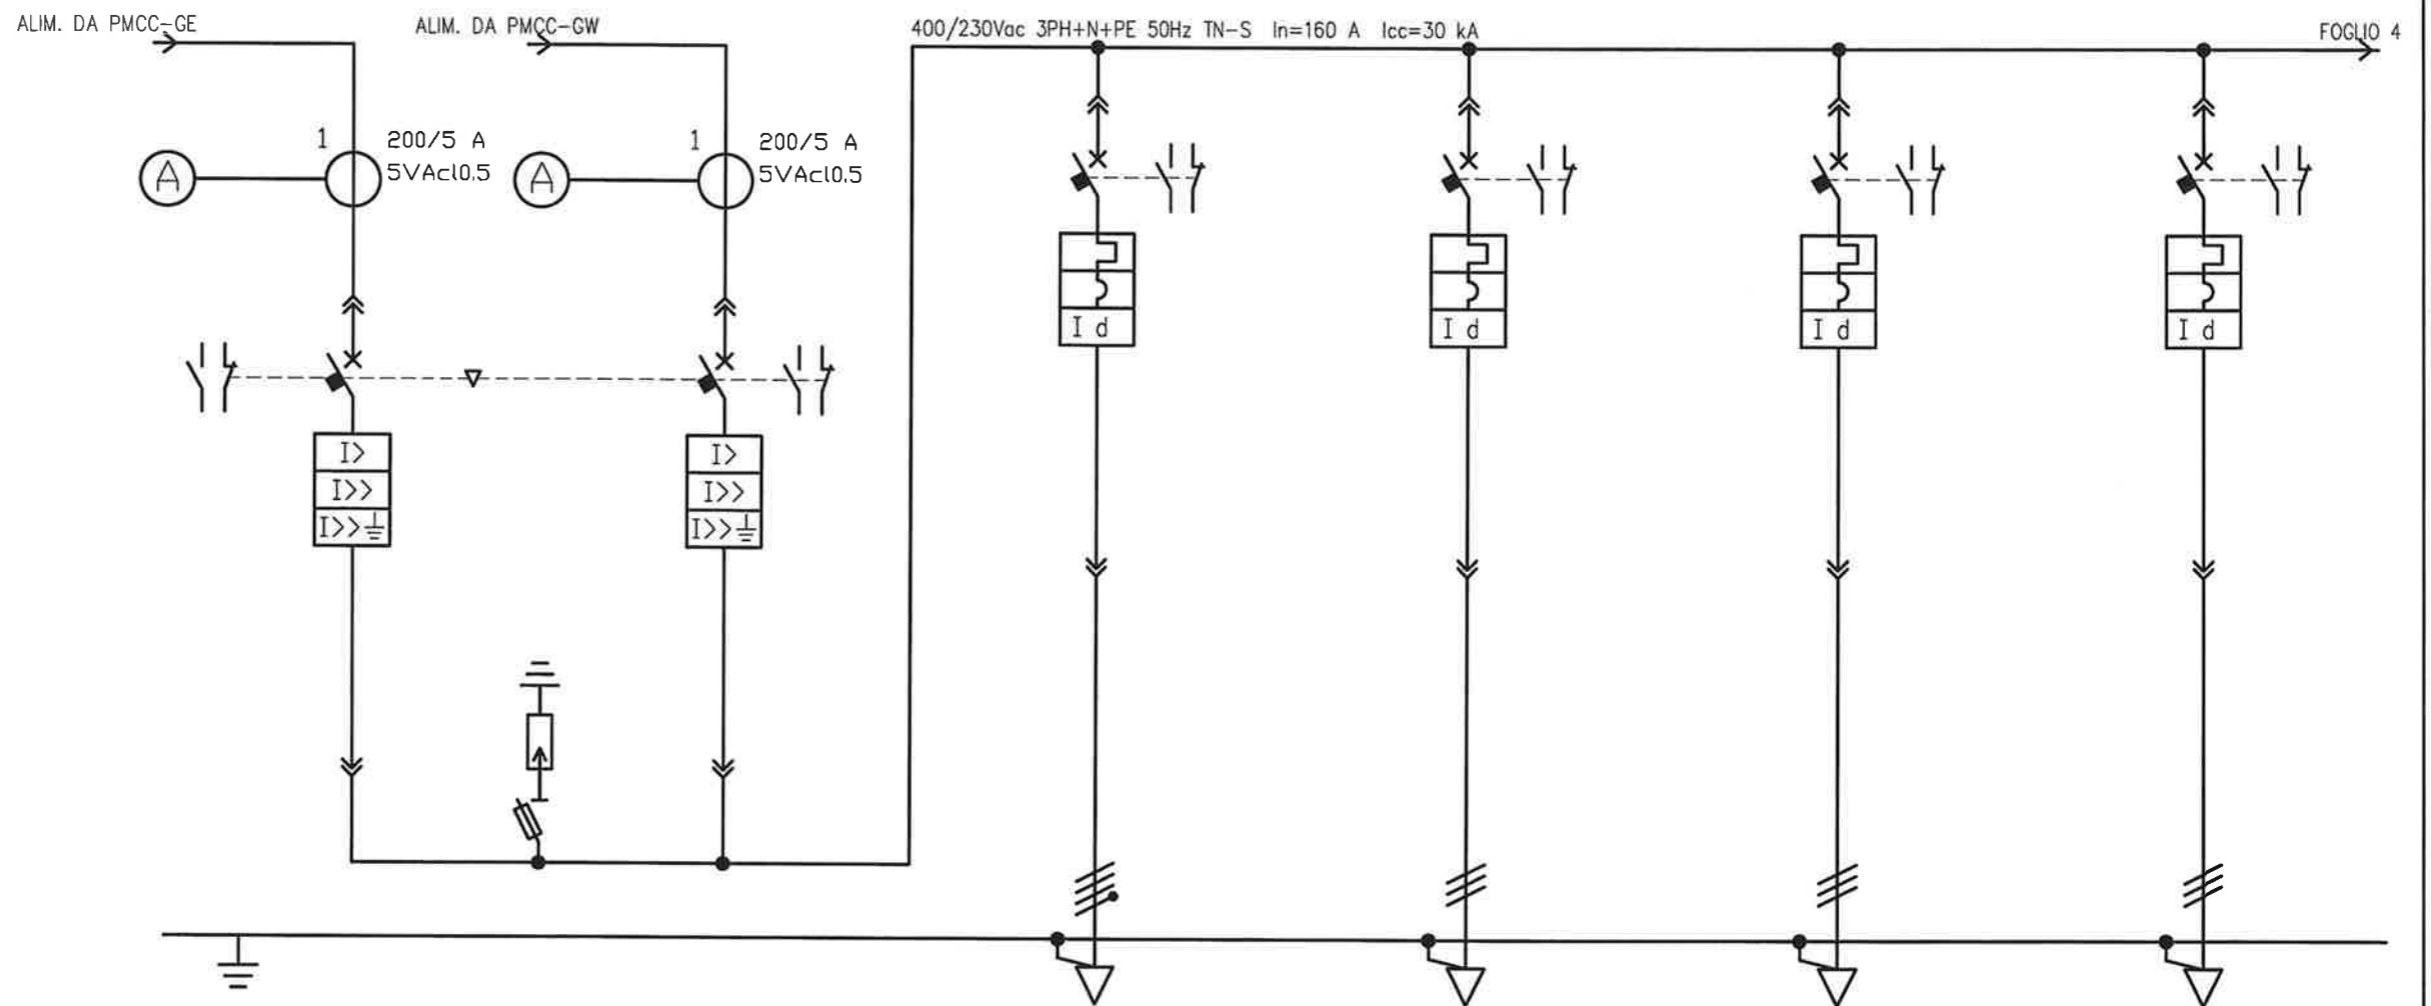 ALIM. DA PMCC-GE
ALIM. DA PMCC-GW
400/230Vac 3PH+N+PE 50Hz TN-S In=160 A Icc=30 kA
FOGLIO 4
1
200/5 A
5VAcl0.5
A
1
200/5 A
5VAcl0.5
A
I d
I d
I d
I d
I>
I>>
I>>
I>
I>>
I>>